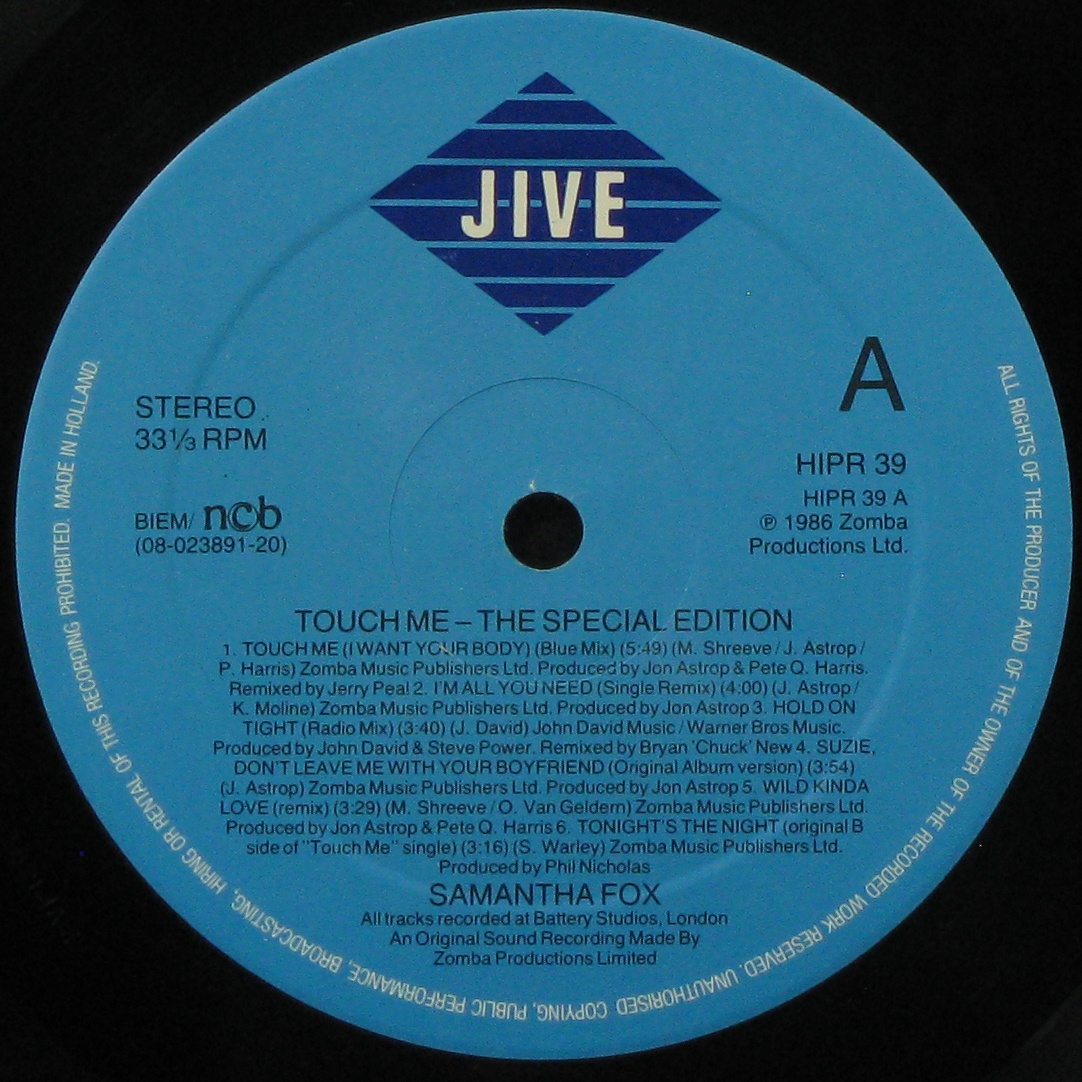 JIVE
A
STEREO
33⅓ RPM
HIPR 39
HIPR 39 A
BIEM/ ncb
℗ 1986 Zomba
(08-023891-20)
Productions Ltd.
TOUCH ME – THE SPECIAL EDITION
1. TOUCH ME (I WANT YOUR BODY) (Blue Mix) (5:49) (M. Shreeve / J. Astrop /
P. Harris) Zomba Music Publishers Ltd. Produced by Jon Astrop & Pete Q. Harris.
Remixed by Jerry Peal 2. I'M ALL YOU NEED (Single Remix) (4:00) (J. Astrop /
K. Moline) Zomba Music Publishers Ltd. Produced by Jon Astrop 3. HOLD ON
TIGHT (Radio Mix) (3:40) (J. David) John David Music / Warner Bros Music.
Produced by John David & Steve Power. Remixed by Bryan 'Chuck' New 4. SUZIE,
DON'T LEAVE ME WITH YOUR BOYFRIEND (Original Album version) (3:54)
(J. Astrop) Zomba Music Publishers Ltd. Produced by Jon Astrop 5. WILD KINDA
LOVE (remix) (3:29) (M. Shreeve / O. Van Geldern) Zomba Music Publishers Ltd.
Produced by Jon Astrop & Pete Q. Harris 6. TONIGHT'S THE NIGHT (original B
side of "Touch Me" single) (3:16) (S. Warley) Zomba Music Publishers Ltd.
Produced by Phil Nicholas
SAMANTHA FOX
All tracks recorded at Battery Studios, London
An Original Sound Recording Made By
Zomba Productions Limited
ALL RIGHTS OF THE PRODUCER AND OF THE OWNER OF THE RECORDED WORK RESERVED. UNAUTHORISED COPYING, PUBLIC PERFORMANCE, BROADCASTING, HIRING OR RENTAL OF THIS RECORDING PROHIBITED. MADE IN HOLLAND.